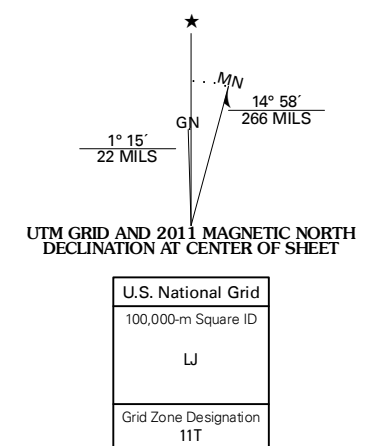 ★
MN
GN
14° 58´
266 MILS
1° 15´
22 MILS
UTM GRID AND 2011 MAGNETIC NORTH
DECLINATION AT CENTER OF SHEET
U.S. National Grid
100,000-m Square ID
LJ
Grid Zone Designation
11T